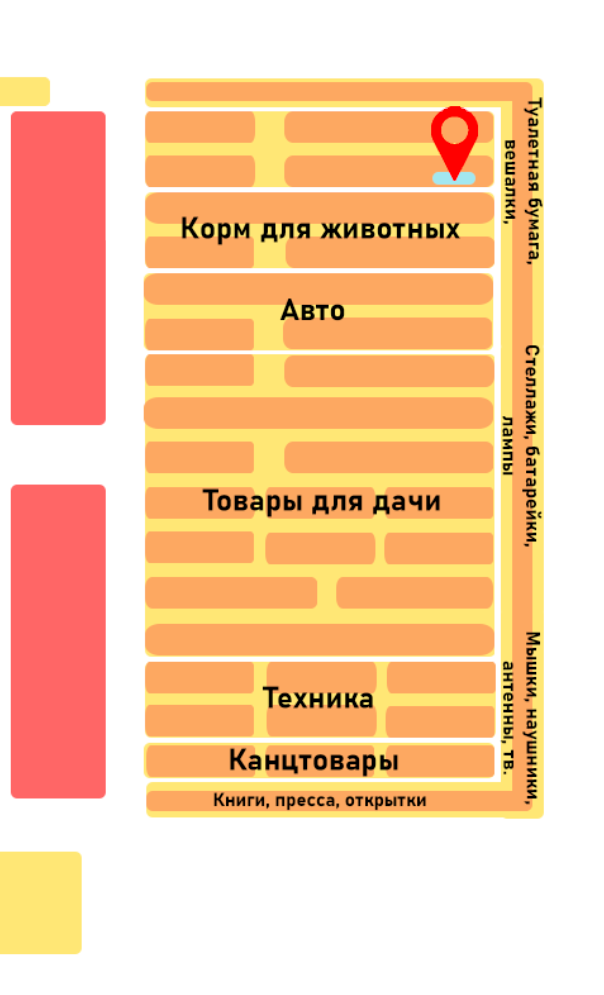 Туалетная бумага,
вешалки,
Корм для животных
Авто
Стеллажи, батарейки,
лампы
Товары для дачи
Мышки, наушники,
антенны, тв.
Техника
Канцтовары
Книги, пресса, открытки